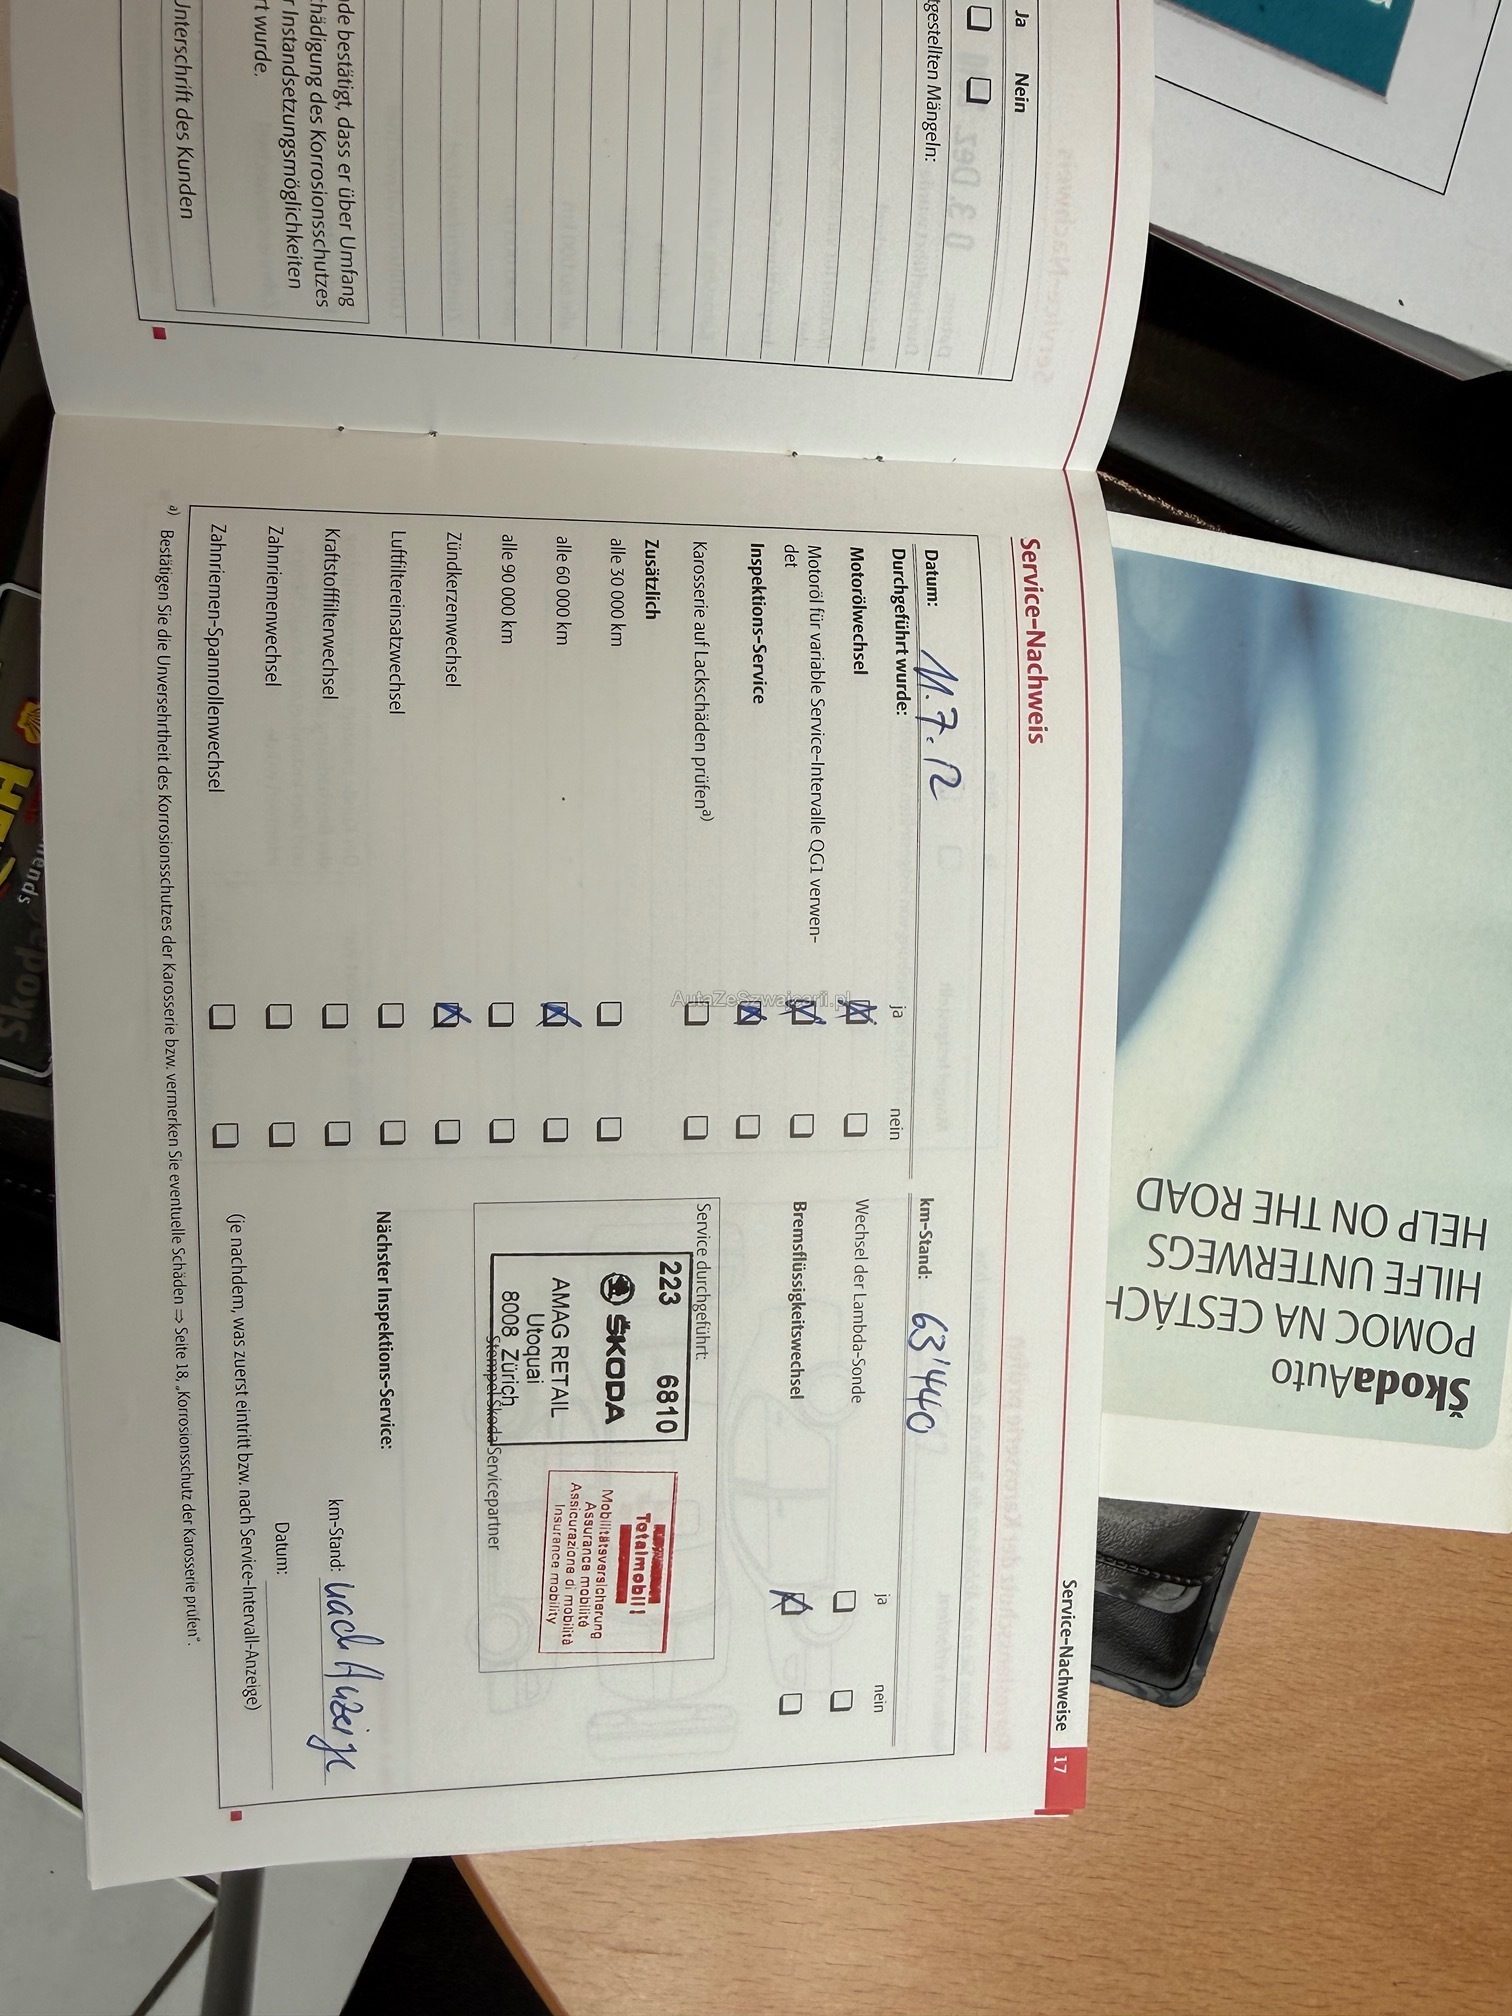 Ja Nein
gestellten Mängeln:
de bestätigt, dass er über Umfang
hädigung des Korrosionsschutzes
r Instandsetzungsmöglichkeiten
t wurde.
Unterschrift des Kunden
Service-Nachweise 17
Service-Nachweis
Datum: 11.7.12 km-Stand: 63'440
Durchgeführt wurde: ja nein ja nein
Motorölwechsel
Motoröl für variable Service-Intervalle QG1 verwen-
det
Inspektions-Service
Karosserie auf Lackschäden prüfen a)
Zusätzlich
alle 30 000 km
alle 60 000 km
alle 90 000 km
Zündkerzenwechsel
Luftfiltereinsatzwechsel
Kraftstofffilterwechsel
Zahnriemenwechsel
Zahnriemen-Spannrollenwechsel
Wechsel der Lambda-Sonde
Bremsflüssigkeitswechsel
Service durchgeführt:
223 6810
ŠKODA
AMAG RETAIL
Utoquai
8008 Zürich
Stempel Škoda Servicepartner
Totalmobil!
Mobilitätsversicherung
Assurance mobilité
Assicurazione di mobilità
Insurance mobility
Nächster Inspektions-Service:
km-Stand: nach Anzeige
Datum:
(je nachdem, was zuerst eintritt bzw. nach Service-Intervall-Anzeige)
a) Bestätigen Sie die Unversehrtheit des Korrosionsschutzes der Karosserie bzw. vermerken Sie eventuelle Schäden ⇒ Seite 18, „Korrosionsschutz der Karosserie prüfen“.
ŠkodaAuto
POMOC NA CESTÁCH
HILFE UNTERWEGS
HELP ON THE ROAD
AutaZeSzwajcarii.pl